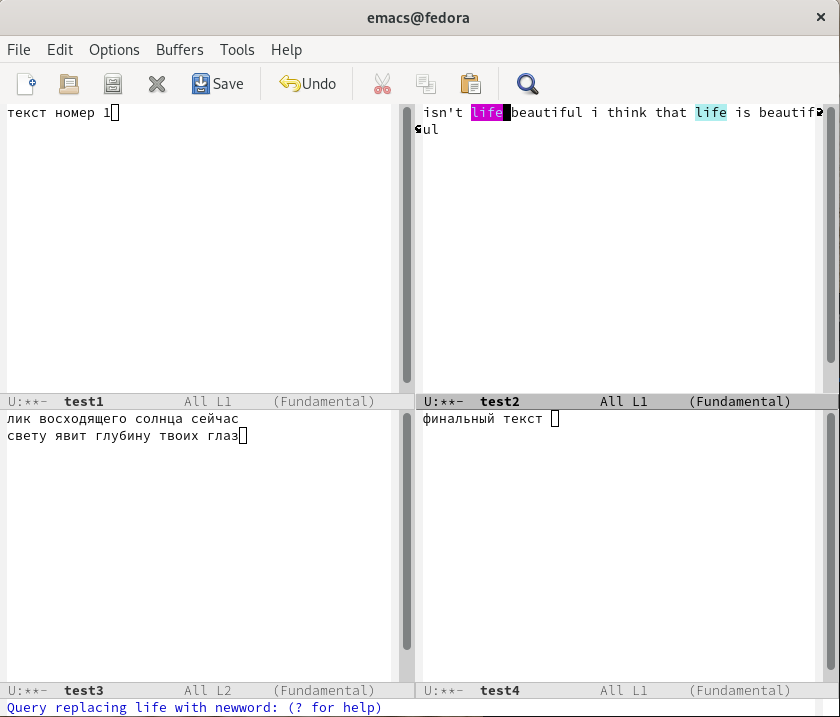 emacs@fedora
File Edit Options Buffers Tools Help
Save Undo
текст номер 1
isn't life beautiful i think that life is beautif
ul
U:**- test1 All L1 (Fundamental)
U:**- test2 All L1 (Fundamental)
лик восходящего солнца сейчас
свету явит глубину твоих глаз
финальный текст
U:**- test3 All L2 (Fundamental)
U:**- test4 All L1 (Fundamental)
Query replacing life with newword: (? for help)